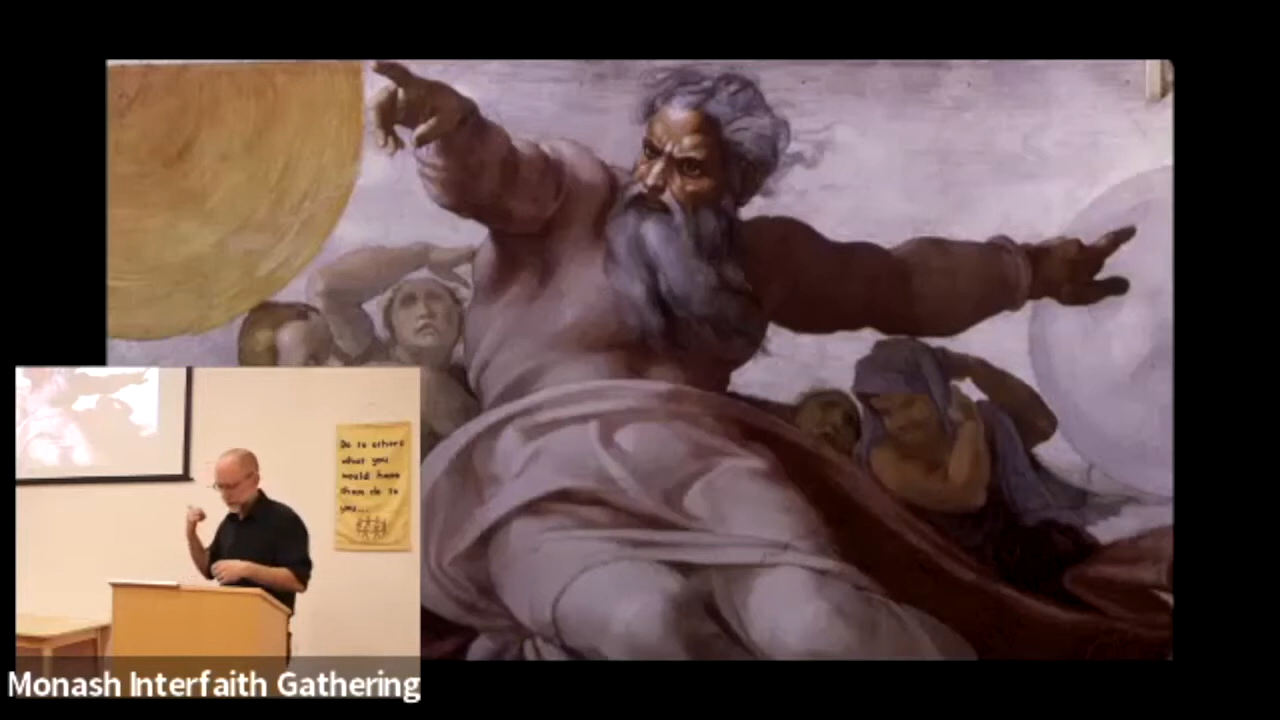 Do to others
what you
would have
them do to
you...
Monash Interfaith Gathering